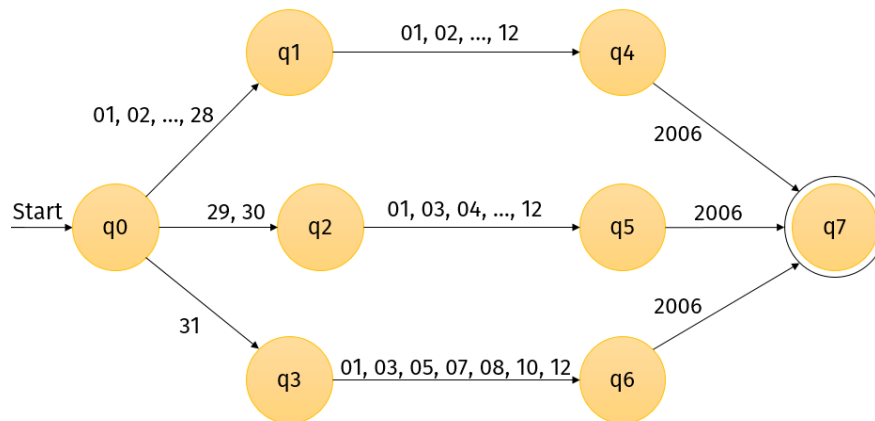 01, 02, ..., 12
q1
q4
01, 02, ..., 28
2006
Start
q0
29, 30
q2
01, 03, 04, ..., 12
q5
2006
q7
31
2006
q3
01, 03, 05, 07, 08, 10, 12
q6